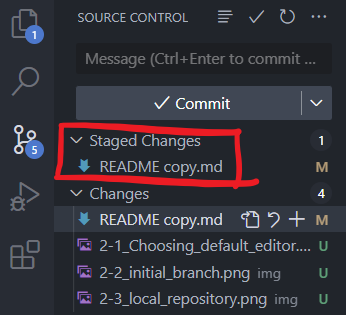 1
SOURCE CONTROL
Message (Ctrl+Enter to commit ...
Commit
Staged Changes 1
README copy.md M
Changes 4
README copy.md M
2-1_Choosing_default_editor.... U
2-2_initial_branch.png img U
2-3_local_repository.png img U
5